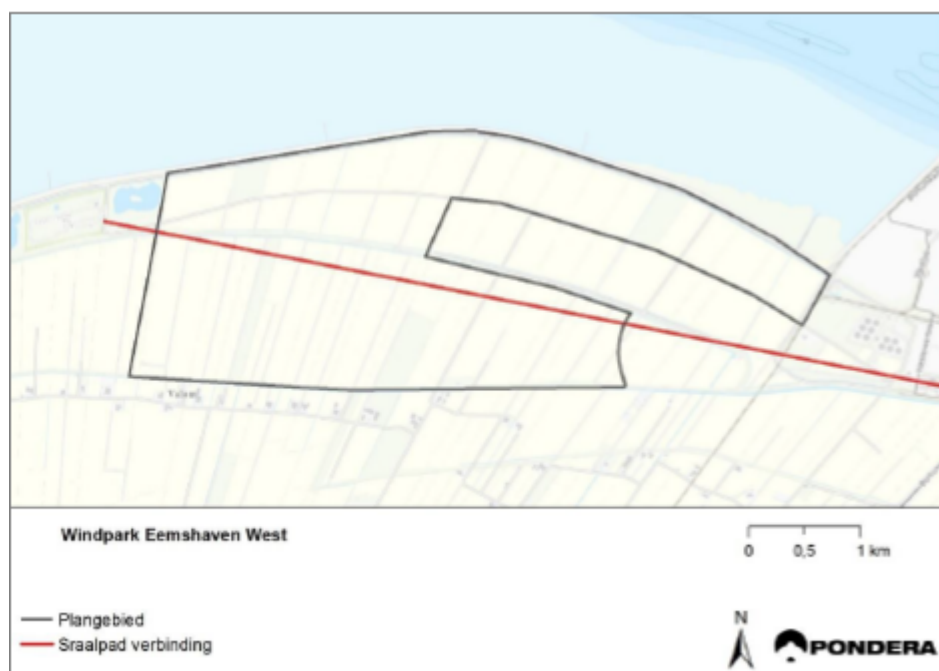 Windpark Eemshaven West
0 0,5 1 km
Plangebied
Sraalpad verbinding
N
PONDERA